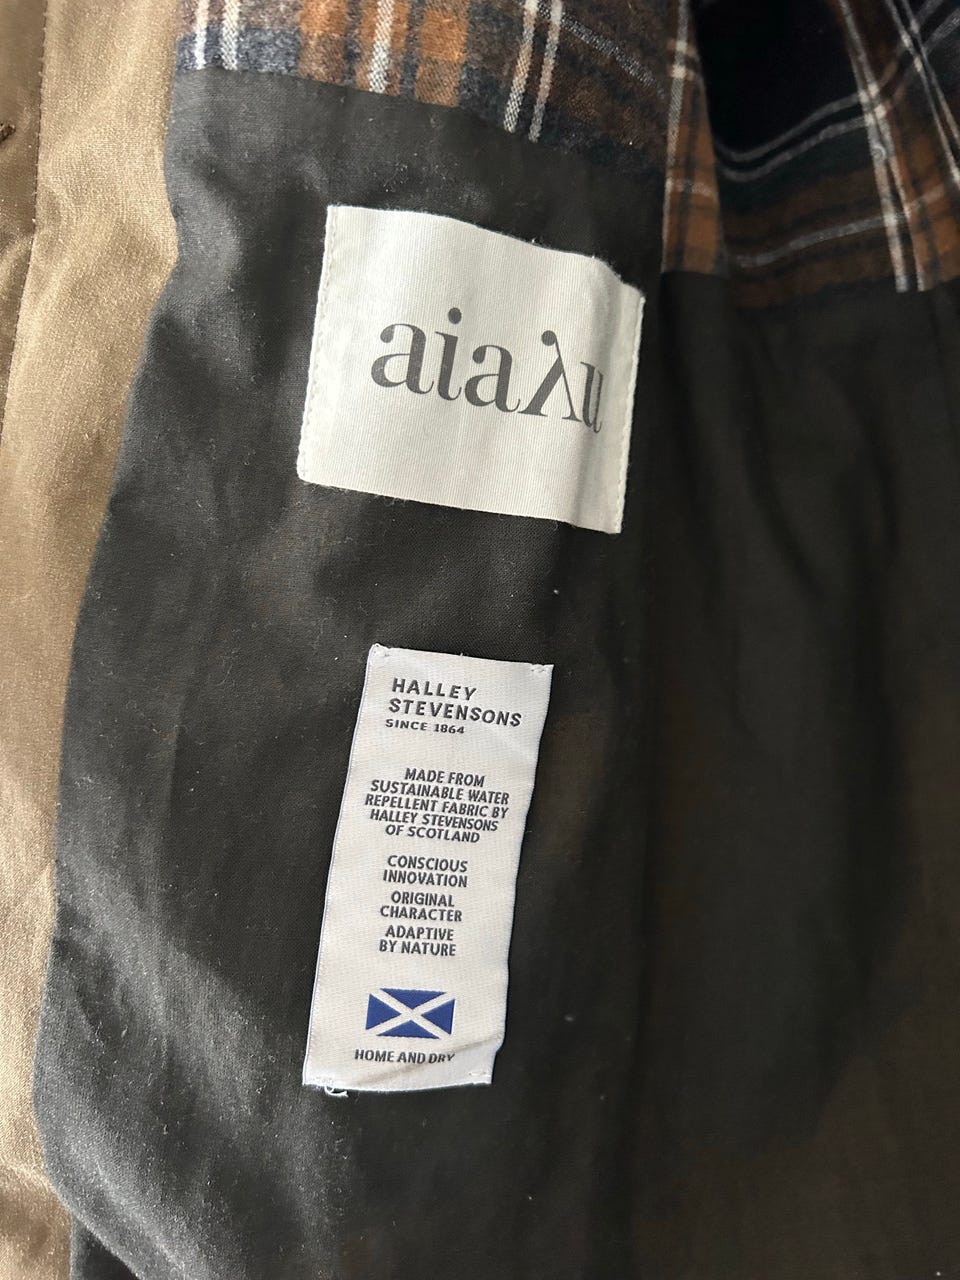 aiaλu
HALLEY
STEVENSONS
SINCE 1864
MADE FROM
SUSTAINABLE WATER
REPELLENT FABRIC BY
HALLEY STEVENSONS
OF SCOTLAND
CONSCIOUS
INNOVATION
ORIGINAL
CHARACTER
ADAPTIVE
BY NATURE
HOME AND DRY